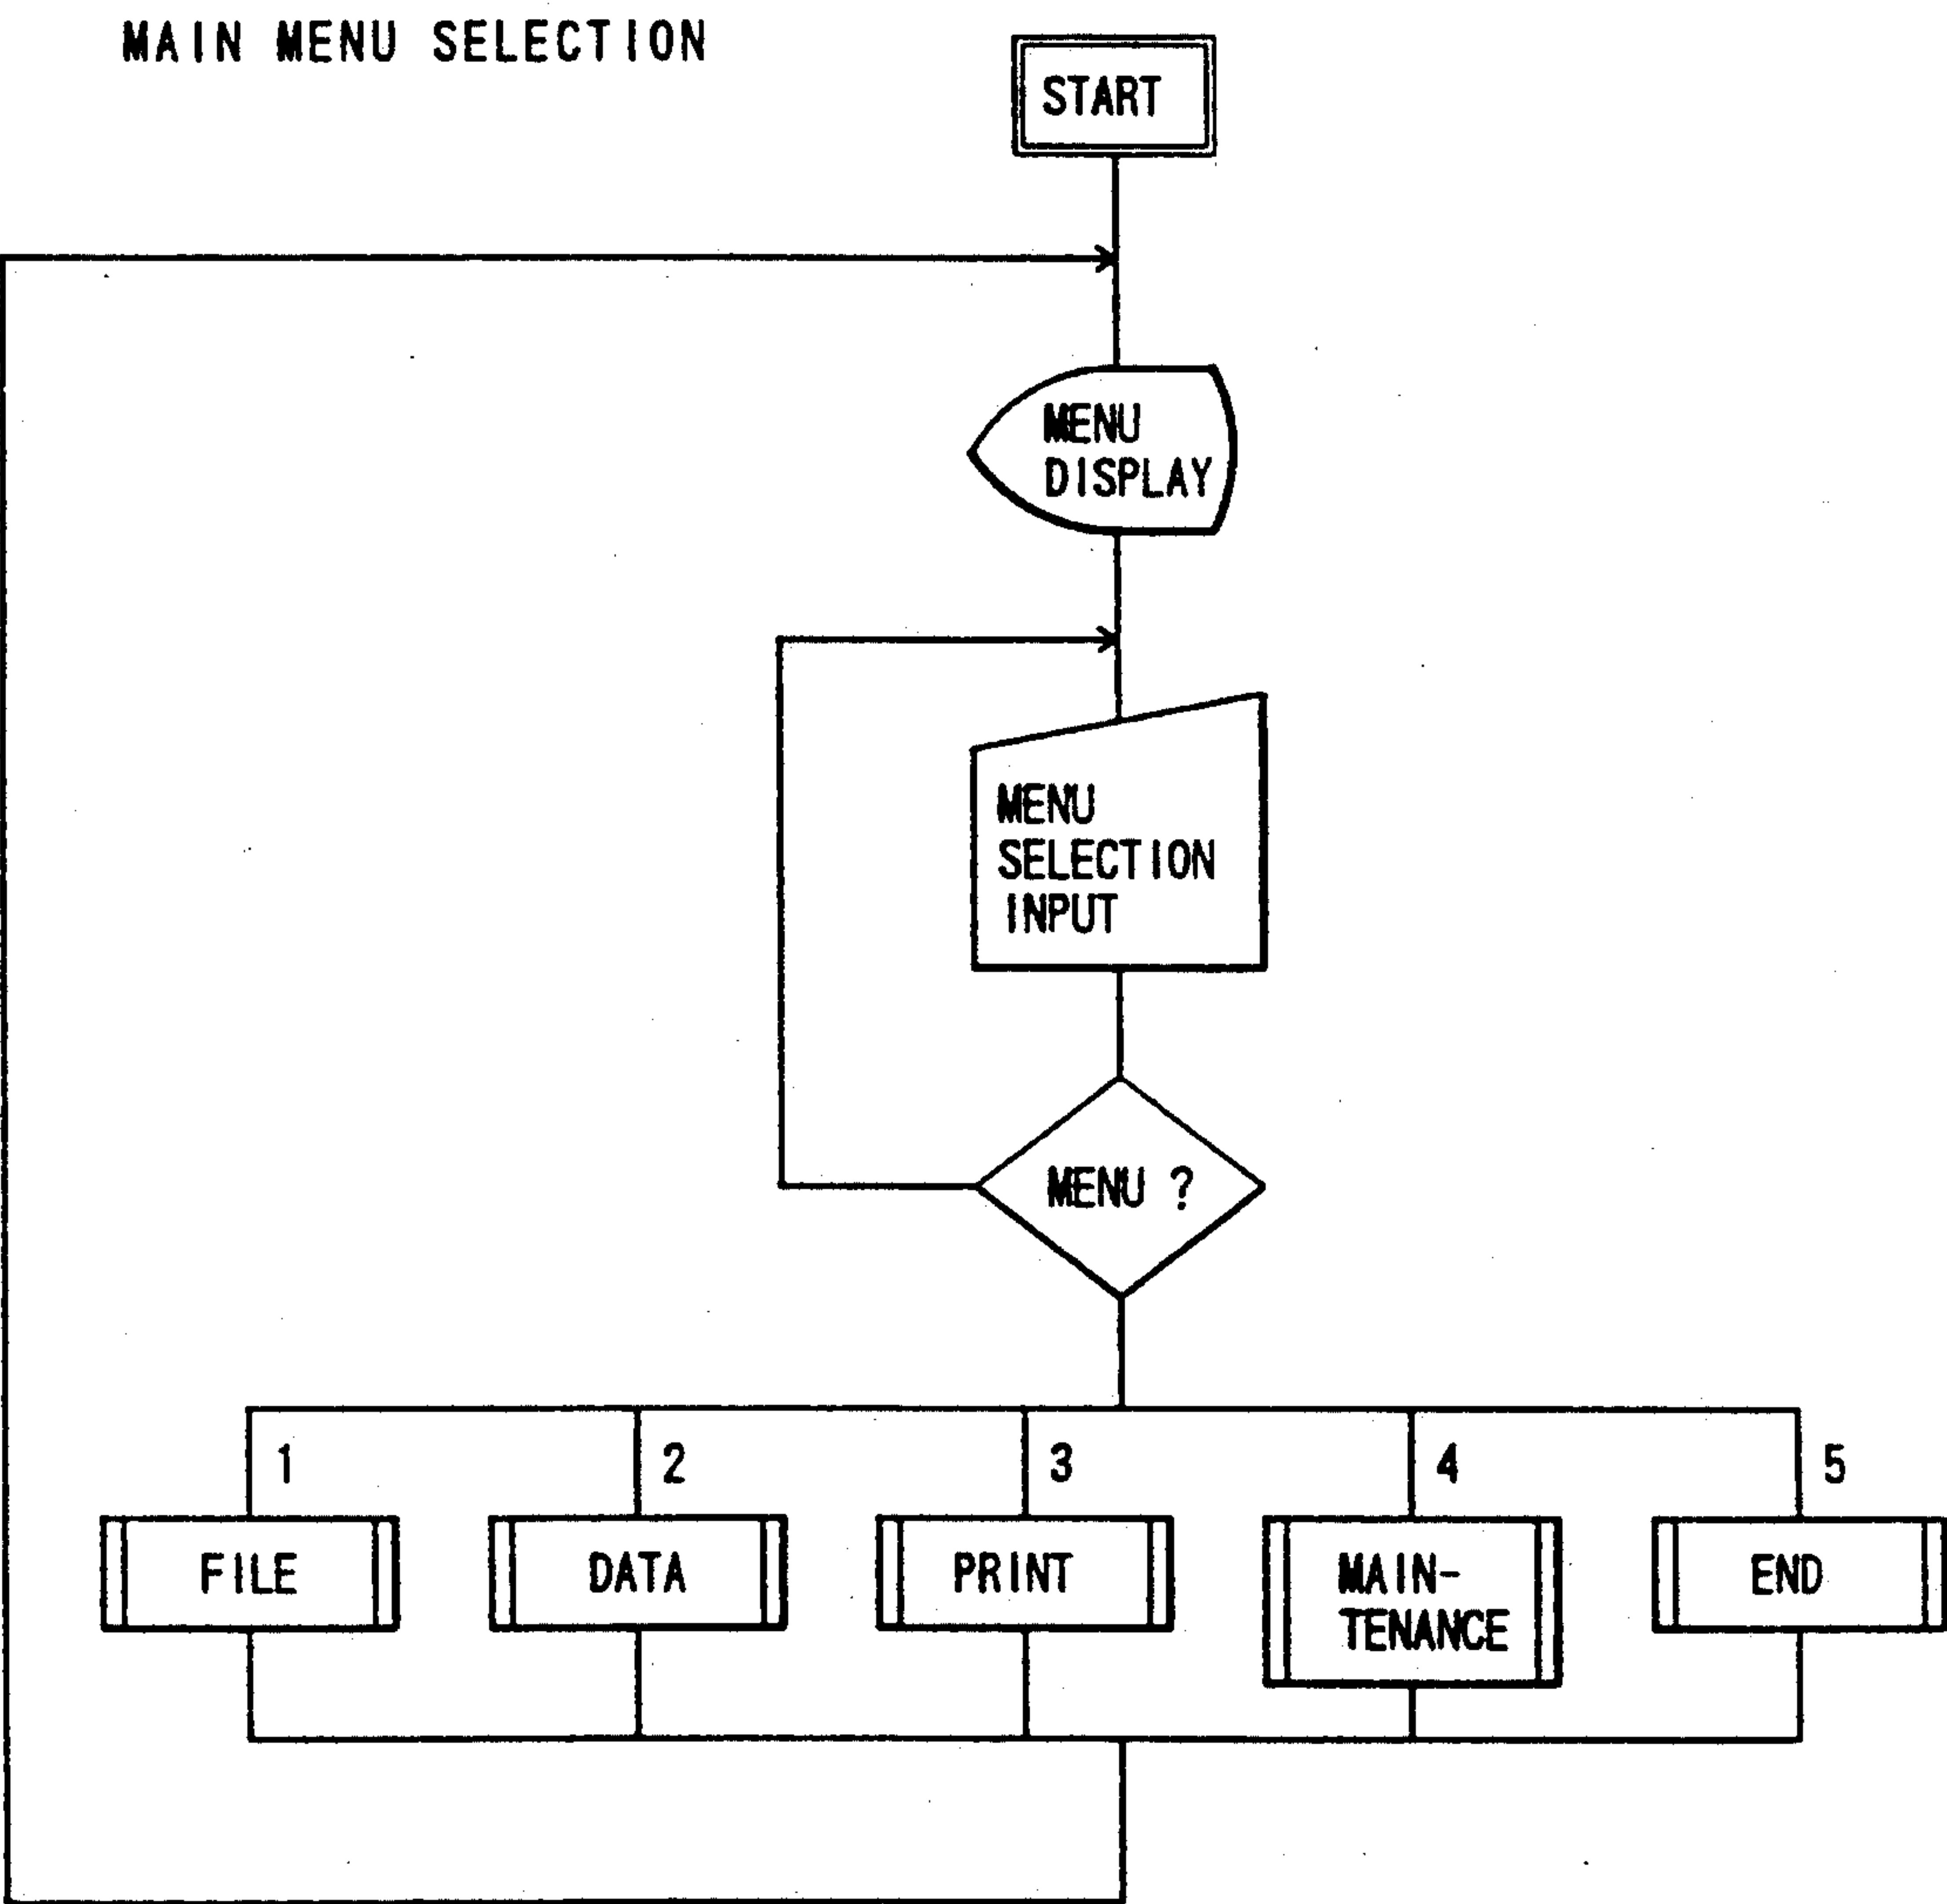 MAIN MENU SELECTION
START
MENU
DISPLAY
MENU
SELECTION
INPUT
MENU ?
1
2
3
4
5
FILE
DATA
PRINT
MAIN-
TENANCE
END